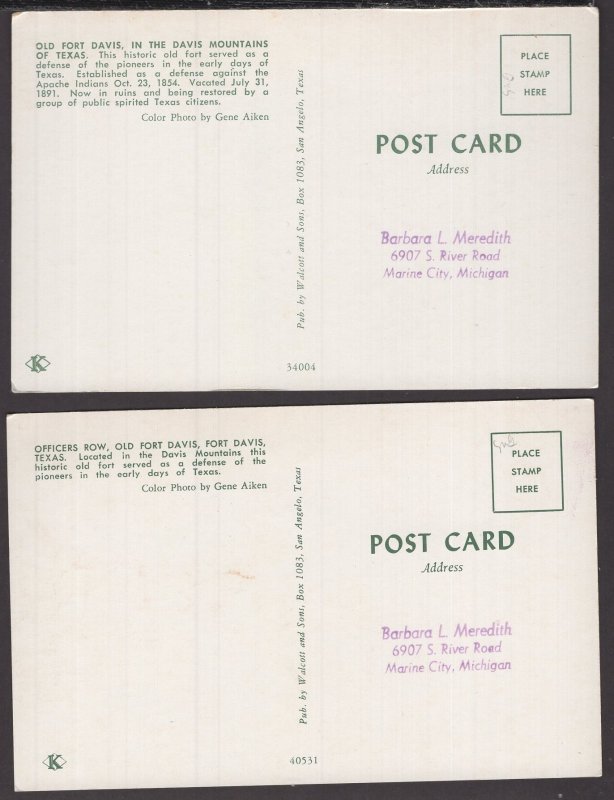 OLD FORT DAVIS, IN THE DAVIS MOUNTAINS
OF TEXAS. This historic old fort served as a
defense of the pioneers in the early days of
Texas. Established as a defense against the
Apache Indians Oct. 23, 1854. Vacated July 31,
1891. Now in ruins and being restored by a
group of public spirited Texas citizens.
Color Photo by Gene Aiken
Pub. by Walcott and Sons, Box 1083, San Angelo, Texas
PLACE
STAMP
HERE
POST CARD
Address
Barbara L. Meredith
6907 S. River Road
Marine City, Michigan
K
34004
OFFICERS ROW, OLD FORT DAVIS, FORT DAVIS,
TEXAS. Located in the Davis Mountains this
historic old fort served as a defense of the
pioneers in the early days of Texas.
Color Photo by Gene Aiken
Pub. by Walcott and Sons, Box 1083, San Angelo, Texas
PLACE
STAMP
HERE
POST CARD
Address
Barbara L. Meredith
6907 S. River Road
Marine City, Michigan
K
40531